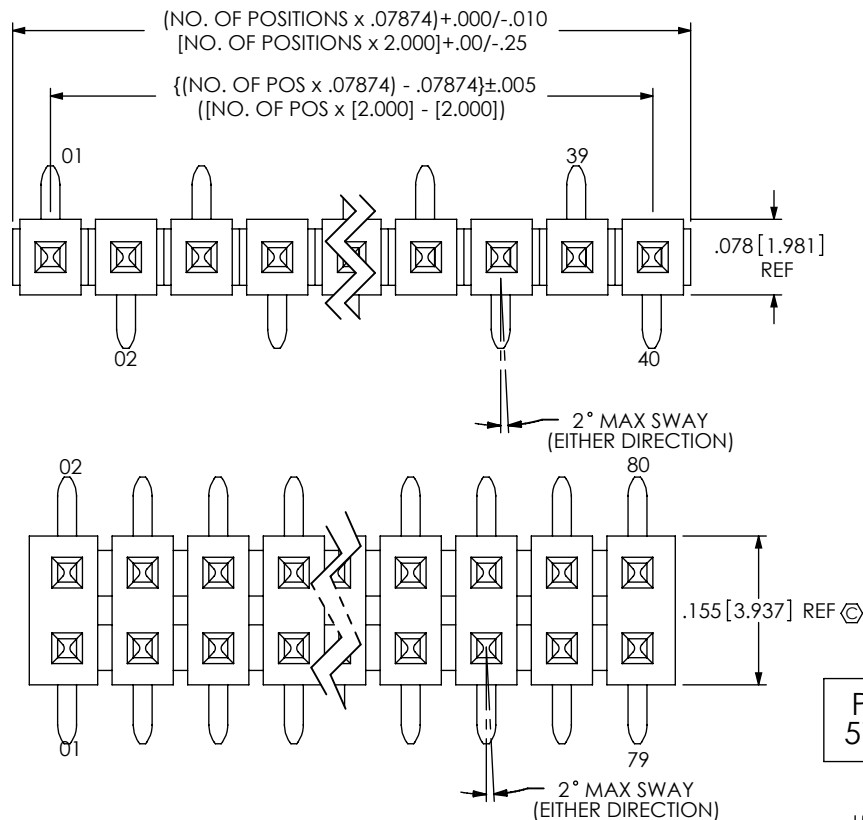 (NO. OF POSITIONS x .07874)+.000/-.010
[NO. OF POSITIONS x 2.000]+.00/-.25
{(NO. OF POS x .07874) - .07874}±.005
([NO. OF POS x [2.000] - [2.000])
01
39
.078[1.981]
REF
02
40
2° MAX SWAY
(EITHER DIRECTION)
02
80
.155[3.937] REF C
01
79
2° MAX SWAY
(EITHER DIRECTION)